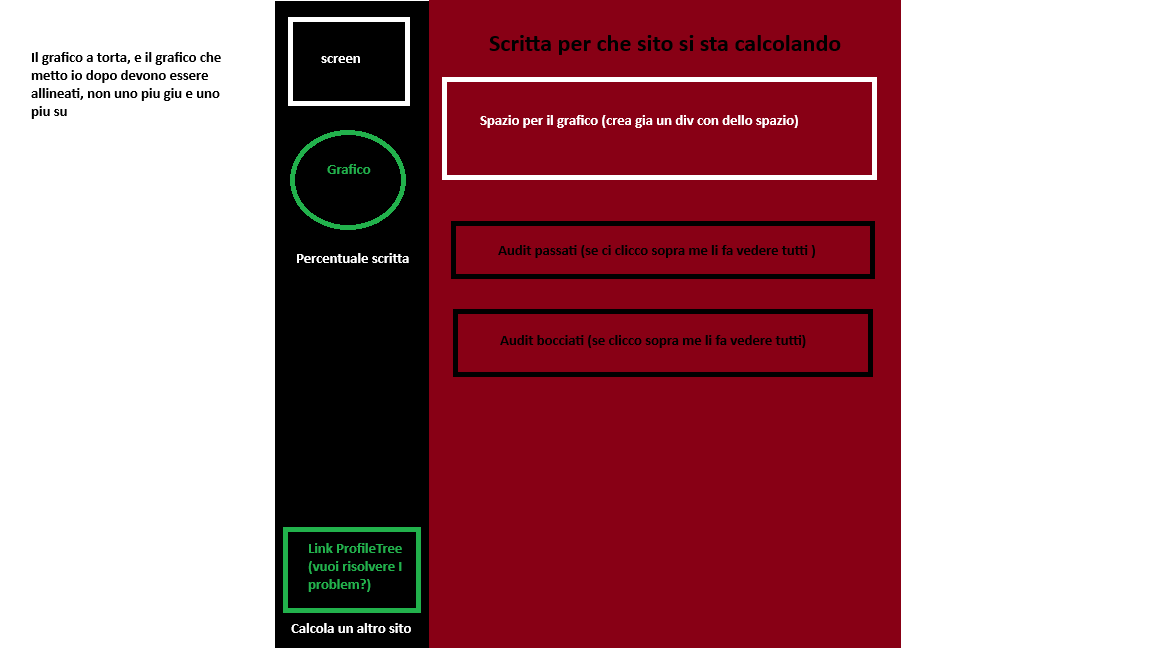 Il grafico a torta, e il grafico che
metto io dopo devono essere
allineati, non uno piu giu e uno
piu su
screen
Grafico
Percentuale scritta
Link ProfileTree
(vuoi risolvere I
problem?)
Calcola un altro sito
Scritta per che sito si sta calcolando
Spazio per il grafico (crea gia un div con dello spazio)
Audit passati (se ci clicco sopra me li fa vedere tutti )
Audit bocciati (se clicco sopra me li fa vedere tutti)